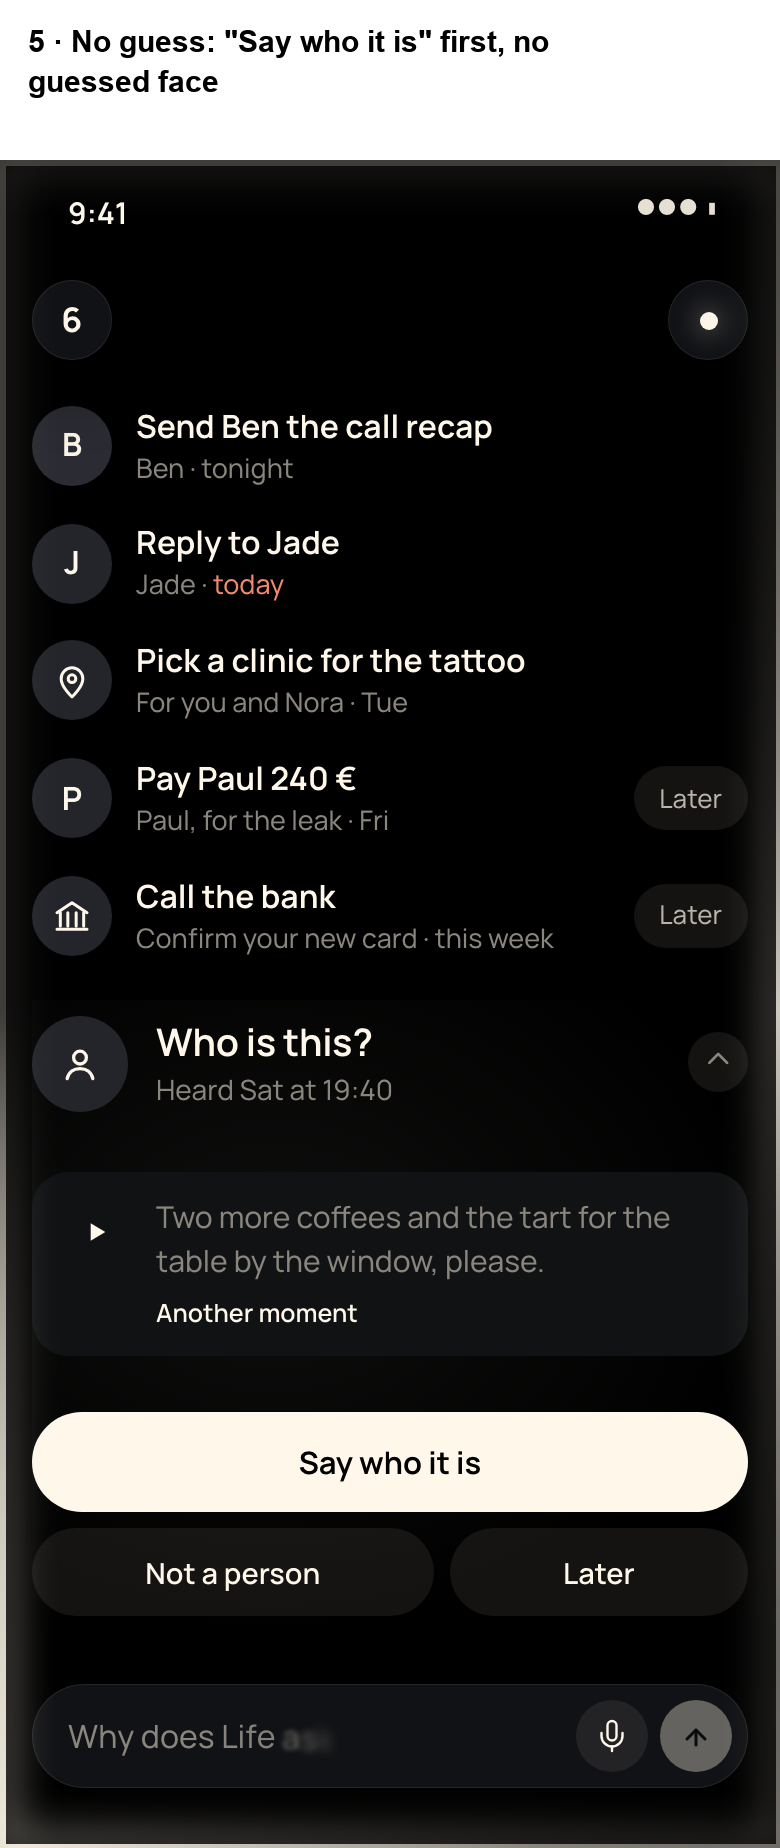 5 · No guess: "Say who it is" first, no
guessed face
9:41
6
B
Send Ben the call recap
Ben · tonight
J
Reply to Jade
Jade · today
Pick a clinic for the tattoo
For you and Nora · Tue
P
Pay Paul 240 €
Paul, for the leak · Fri
Later
Call the bank
Confirm your new card · this week
Later
Who is this?
Heard Sat at 19:40
Two more coffees and the tart for the
table by the window, please.
Another moment
Say who it is
Not a person
Later
Why does Life